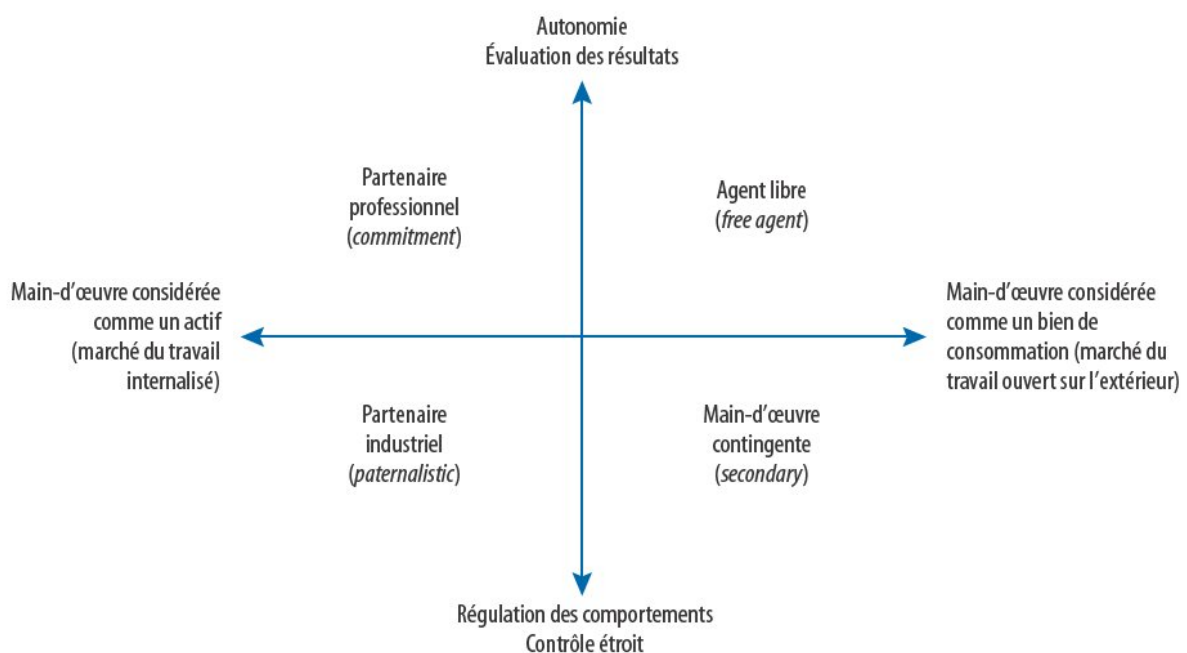 Autonomie
Évaluation des résultats
Partenaire
professionnel
(commitment)
Agent libre
(free agent)
Main-d'œuvre considérée
comme un actif
(marché du travail
internalisé)
Main-d'œuvre considérée
comme un bien de
consommation (marché du
travail ouvert sur l'extérieur)
Partenaire
industriel
(paternalistic)
Main-d'œuvre
contingente
(secondary)
Régulation des comportements
Contrôle étroit